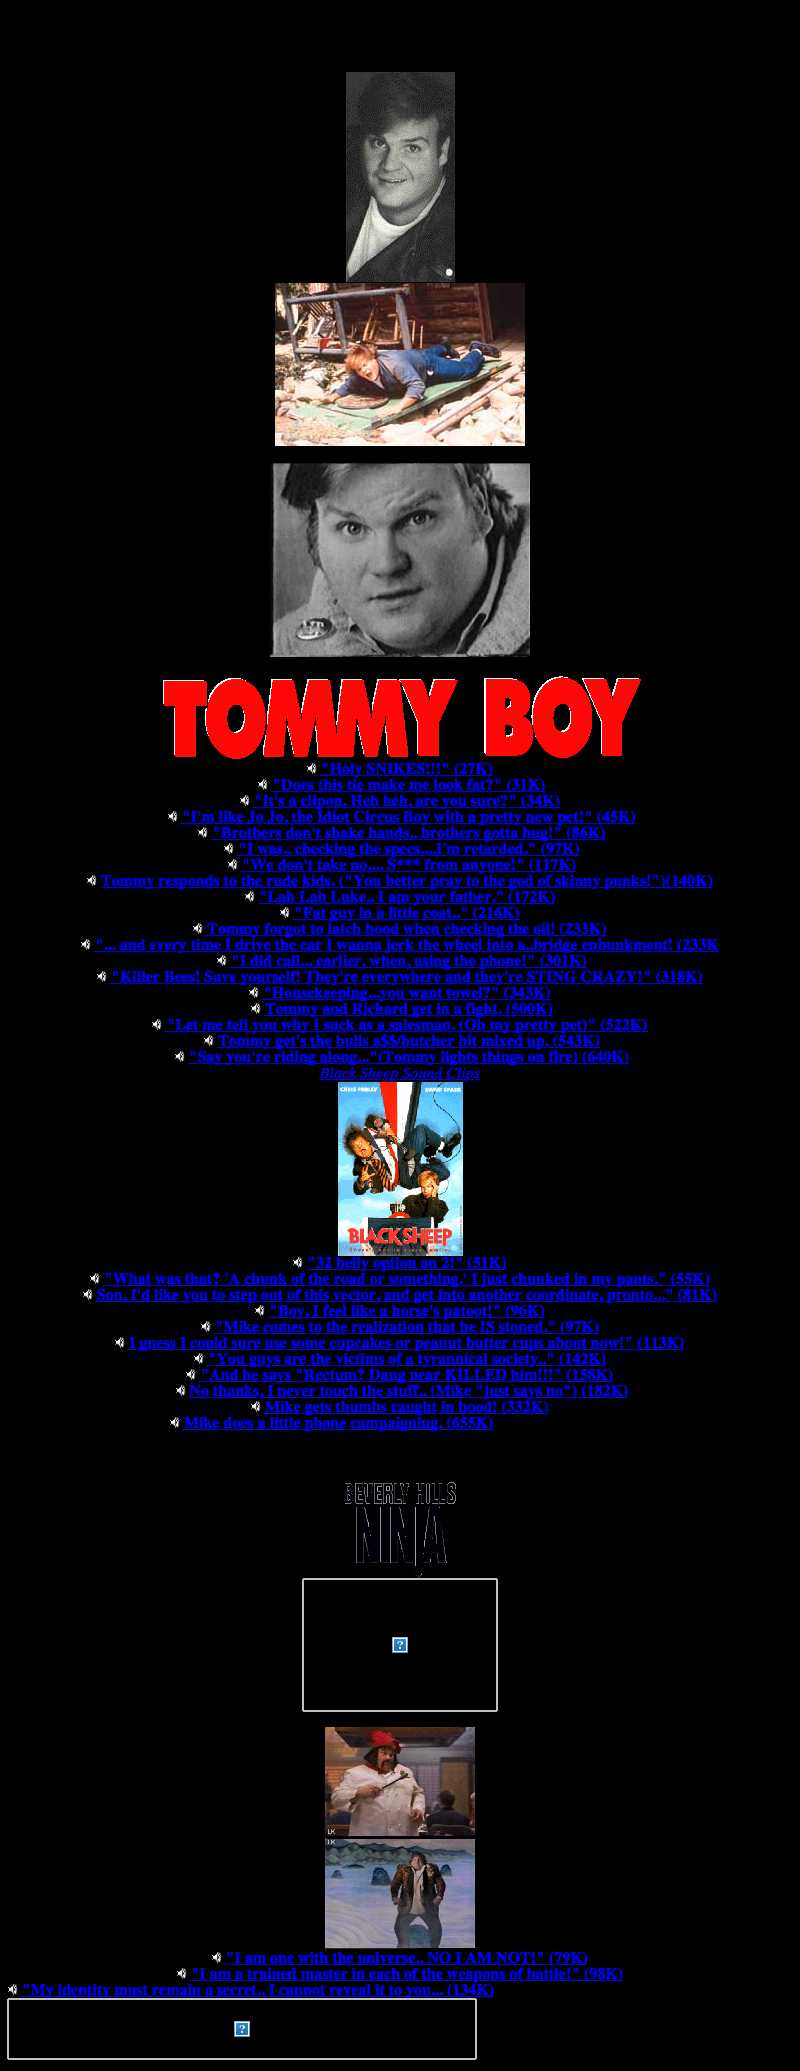 TOMMY BOY
"Holy SNIKES!!!" (27K)
"Does this tie make me look fat?" (31K)
"It's a clipon. Heh heh, are you sure?" (34K)
"I'm like Jo Jo, the Idiot Circus Boy with a pretty new pet!" (45K)
"Brothers don't shake hands.. brothers gotta hug!" (86K)
"I was.. checking the specs....I'm retarded." (97K)
"We don't take no.... S*** from anyone!" (117K)
Tommy responds to the rude kids. ("You better pray to the god of skinny punks!")(140K)
"Lah Lah Luke.. I am your father." (172K)
"Fat guy in a little coat.." (216K)
Tommy forgot to latch hood when checking the oil! (233K)
"... and every time I drive the car I wanna jerk the wheel into a..bridge enbunkment! (233K
"I did call... earlier, when, using the phone!" (301K)
"Killer Bees! Save yourself! They're everywhere and they're STING CRAZY!" (318K)
"Housekeeping...you want towel?" (343K)
Tommy and Richard get in a fight. (500K)
"Let me tell you why I suck as a salesman. (Oh my pretty pet)" (522K)
Tommy get's the bulls a$$/butcher bit mixed up. (543K)
"Say you're riding along..."(Tommy lights things on fire) (640K)
Black Sheep Sound Clips
CHRIS FARLEY DAVID SPADE
BLACK SHEEP
"32 belly option on 2!" (51K)
"What was that? 'A chunk of the road or something.' I just chunked in my pants." (55K)
Son, I'd like you to step out of this vector, and get into another coordinate, pronto..." (81K)
"Boy, I feel like a horse's patoot!" (96K)
"Mike comes to the realization that he IS stoned." (97K)
I guess I could sure use some cupcakes or peanut butter cups about now!" (113K)
"You guys are the victims of a tyrannical society.." (142K)
"And he says "Rectum? Dang near KILLED him!!!" (158K)
No thanks, I never touch the stuff.. (Mike "just says no") (182K)
Mike gets thumbs caught in hood! (332K)
Mike does a little phone campaigning. (655K)
BEVERLY HILLS
NINJA
"I am one with the universe.. NO I AM NOT!" (79K)
"I am a trained master in each of the weapons of battle!" (98K)
"My identity must remain a secret.. I cannot reveal it to you... (134K)